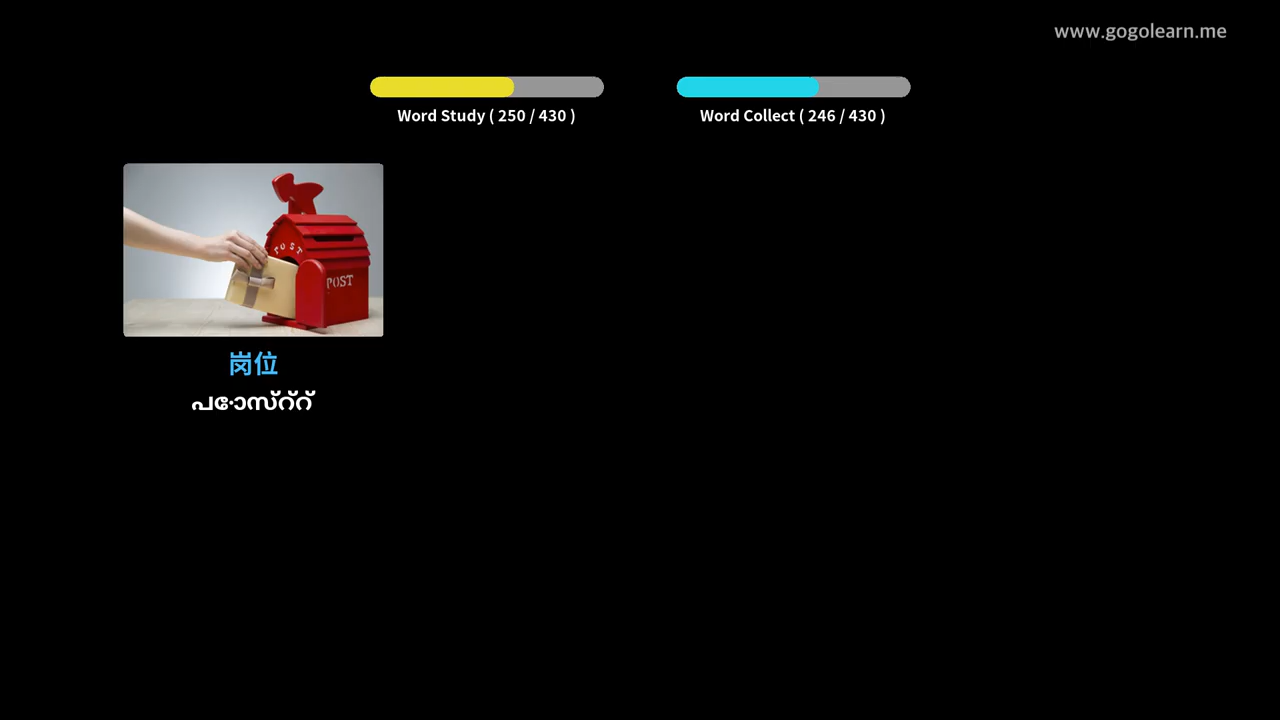 www.gogolearn.me
Word Study ( 250 / 430 )
Word Collect ( 246 / 430 )
POST
POST
岗位
പോസ്റ്റ്